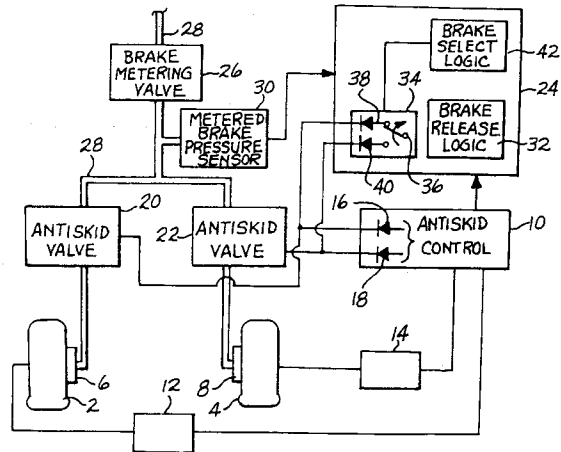 28
BRAKE
METERING
VALVE
26
30
METERED
BRAKE
PRESSURE
SENSOR
28
20
ANTISKID
VALVE
22
ANTISKID
VALVE
BRAKE
SELECT
LOGIC
42
34
38
24
BRAKE
RELEASE
LOGIC
32
40
36
16
ANTISKID
CONTROL
10
18
6
2
8
4
14
12